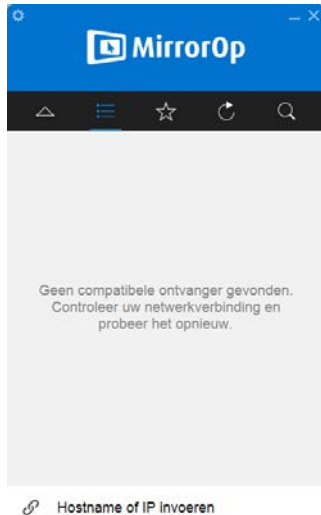 MirrorOp
Geen compatibele ontvanger gevonden.
Controleer uw netwerkverbinding en
probeer het opnieuw.
Hostname of IP invoeren